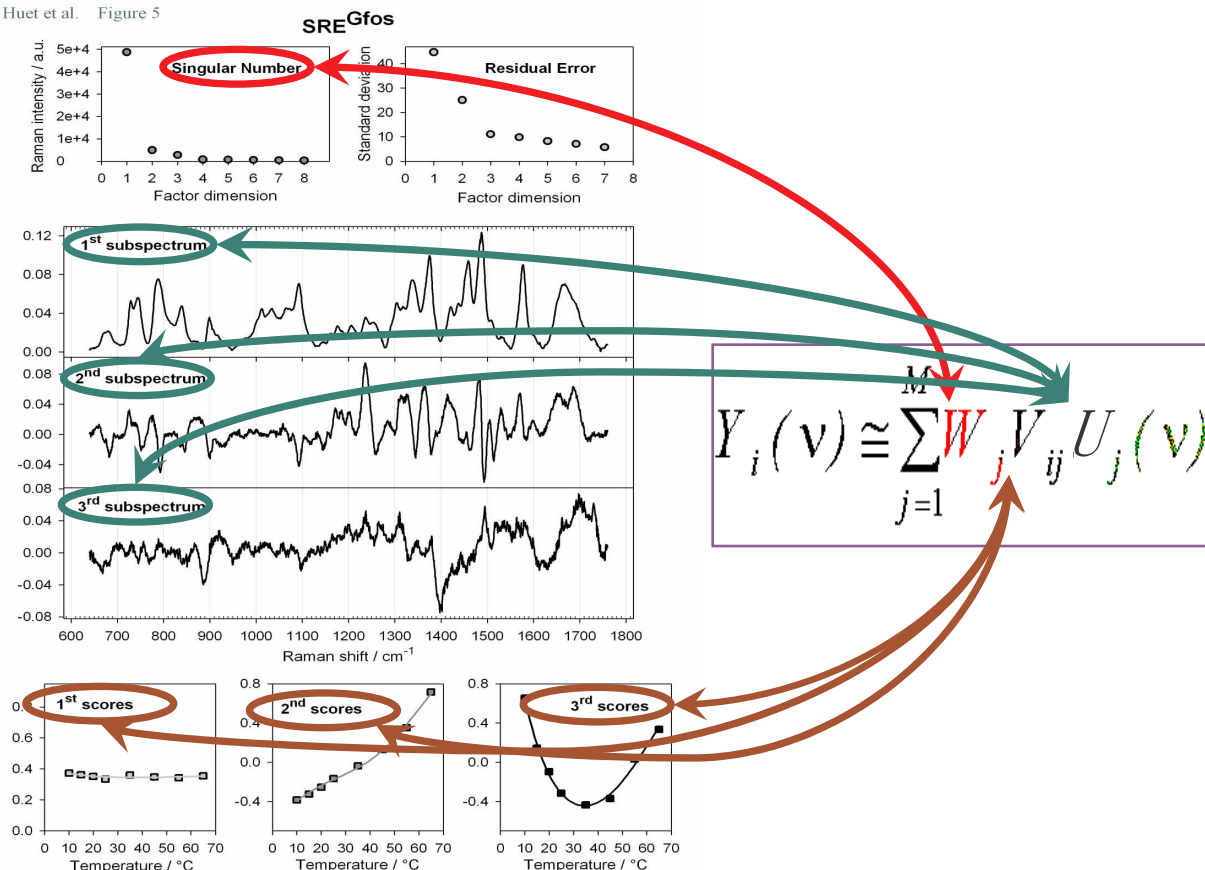 Huet et al. Figure 5
SRE^Gfos
Raman intensity / a.u.
5e+4
4e+4
3e+4
2e+4
1e+4
0
Singular Number
0 1 2 3 4 5 6 7 8
Factor dimension
Standard deviation
40
30
20
10
0
Residual Error
0 1 2 3 4 5 6 7 8
Factor dimension
1st subspectrum
0.12
0.08
0.04
0.00
2nd subspectrum
0.08
0.04
0.00
-0.04
3rd subspectrum
0.08
0.04
0.00
-0.04
-0.08
600 700 800 900 1000 1100 1200 1300 1400 1500 1600 1700 1800
Raman shift / cm⁻¹
Y_i(ν) ≅ ∑_{j=1}^{M} W_j V_ij U_j(ν)
1st scores
0.6
0.4
0.2
0.0
0 10 20 30 40 50 60 70
Temperature / °C
2nd scores
0.8
0.4
0.0
-0.4
0 10 20 30 40 50 60 70
Temperature / °C
3rd scores
0.8
0.4
0.0
-0.4
0 10 20 30 40 50 60 70
Temperature / °C